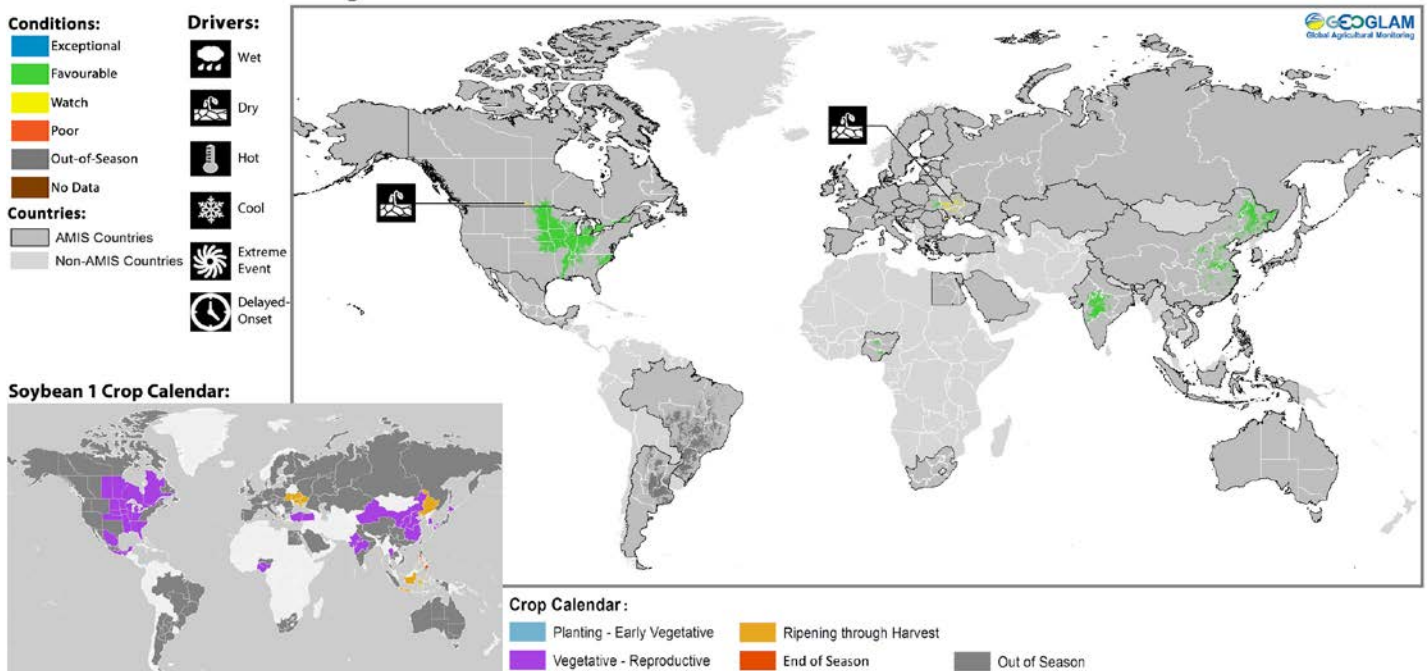 Conditions:
Exceptional
Favourable
Watch
Poor
Out-of-Season
No Data
Countries:
AMIS Countries
Non-AMIS Countries
Drivers:
Wet
Dry
Hot
Cool
Extreme
Event
Delayed-
Onset
GEOGLAM
Global Agricultural Monitoring
Soybean 1 Crop Calendar:
Crop Calendar :
Planting - Early Vegetative
Vegetative - Reproductive
Ripening through Harvest
End of Season
Out of Season